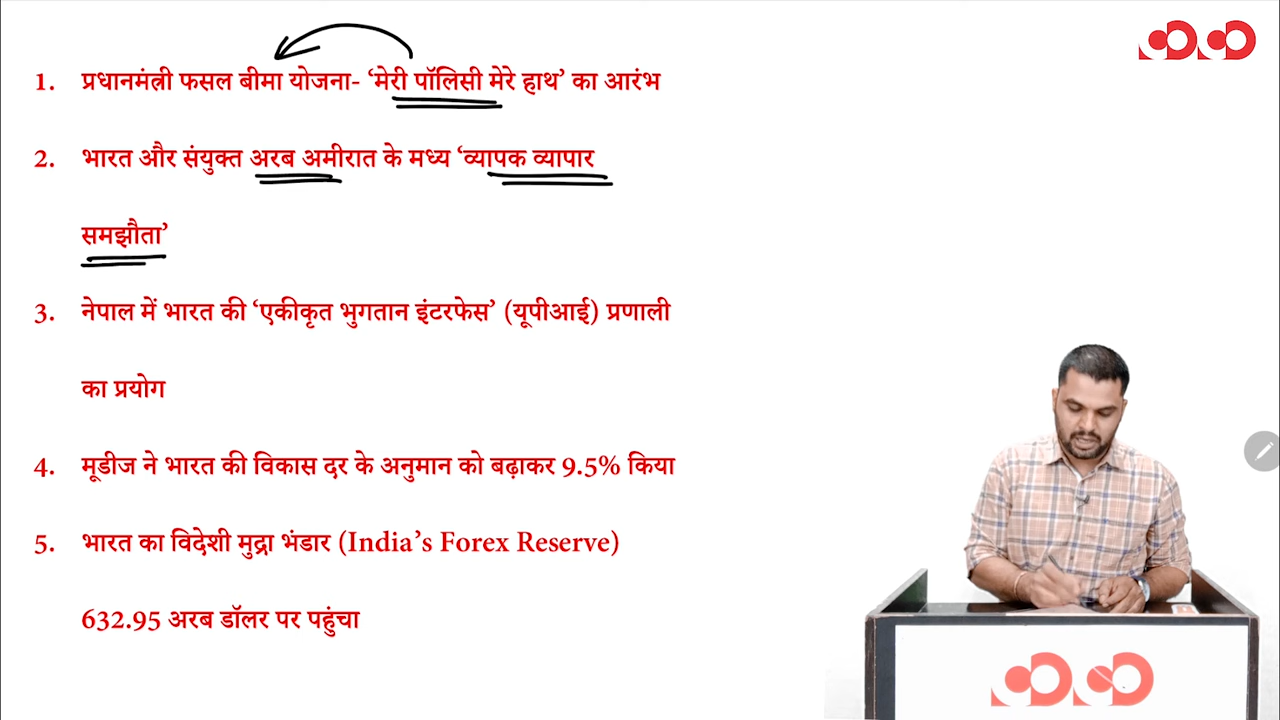 1. प्रधानमंत्री फसल बीमा योजना- ‘मेरी पॉलिसी मेरे हाथ’ का आरंभ
2. भारत और संयुक्त अरब अमीरात के मध्य ‘व्यापक व्यापार
समझौता’
3. नेपाल में भारत की ‘एकीकृत भुगतान इंटरफेस’ (यूपीआई) प्रणाली
का प्रयोग
4. मूडीज ने भारत की विकास दर के अनुमान को बढ़ाकर 9.5% किया
5. भारत का विदेशी मुद्रा भंडार (India’s Forex Reserve)
632.95 अरब डॉलर पर पहुंचा